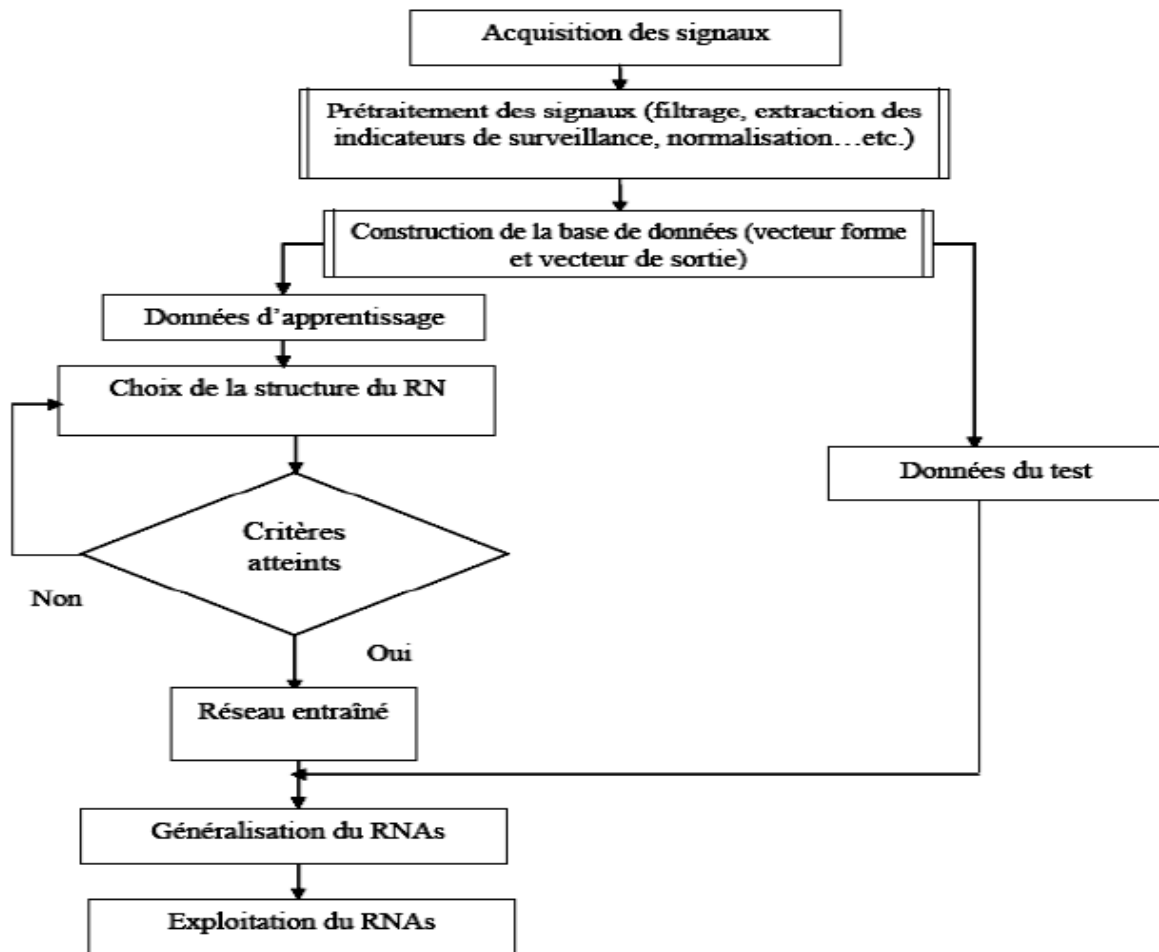 Acquisition des signaux
Prétraitement des signaux (filtrage, extraction des
indicateurs de surveillance, normalisation…etc.)
Construction de la base de données (vecteur forme
et vecteur de sortie)
Données d'apprentissage
Choix de la structure du RN
Données du test
Critères
atteints
Non
Oui
Réseau entraîné
Généralisation du RNAs
Exploitation du RNAs